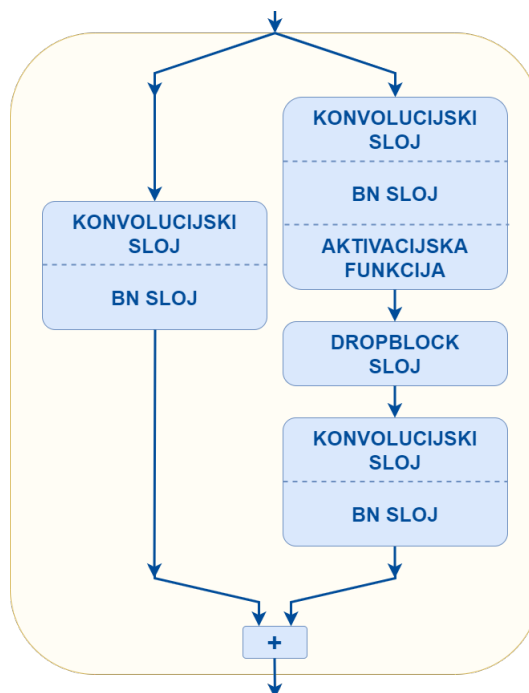 KONVOLUCIJSKI
SLOJ
BN SLOJ
KONVOLUCIJSKI
SLOJ
BN SLOJ
AKTIVACIJSKA
FUNKCIJA
DROPBLOCK
SLOJ
KONVOLUCIJSKI
SLOJ
BN SLOJ
+